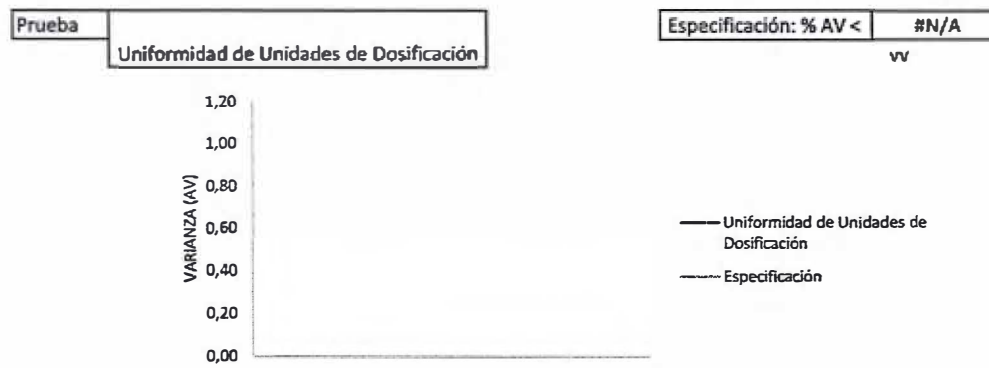 Prueba
Uniformidad de Unidades de Dosificación
Especificación: % AV < #N/A
vv
1,20
1,00
0,80
0,60
0,40
0,20
0,00
VARIANZA (AV)
Uniformidad de Unidades de
Dosificación
Especificación